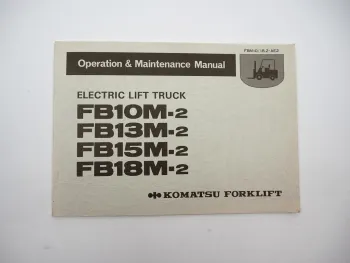 Operation & Maintenance Manual
ELECTRIC LIFT TRUCK
FB10M-2
FB13M-2
FB15M-2
FB18M-2
KOMATSU FORKLIFT